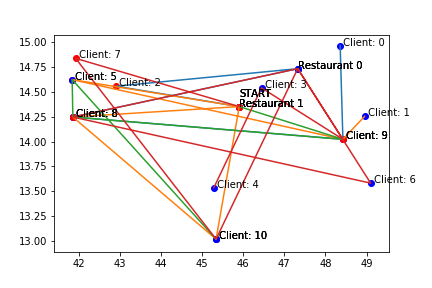 15.00
14.75
14.50
14.25
14.00
13.75
13.50
13.25
13.00
Client: 0
Client: 7
Restaurant 0
Client: 5
Client: 2
Client: 3
START
Restaurant 1
Client: 8
Client: 1
Client: 9
Client: 4
Client: 6
Client: 10
42 43 44 45 46 47 48 49